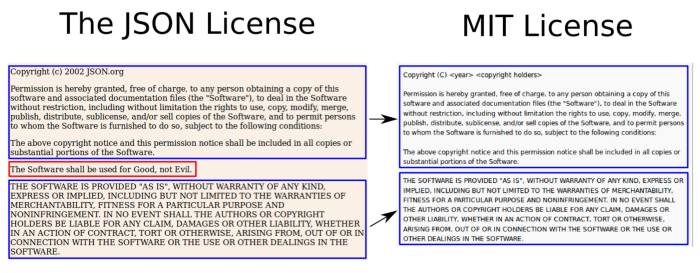 The JSON License
Copyright (c) 2002 JSON.org
Permission is hereby granted, free of charge, to any person obtaining a copy of this
software and associated documentation files (the "Software"), to deal in the Software
without restriction, including without limitation the rights to use, copy, modify, merge,
publish, distribute, sublicense, and/or sell copies of the Software, and to permit persons
to whom the Software is furnished to do so, subject to the following conditions:
The above copyright notice and this permission notice shall be included in all copies or
substantial portions of the Software.
The Software shall be used for Good, not Evil.
THE SOFTWARE IS PROVIDED "AS IS", WITHOUT WARRANTY OF ANY KIND,
EXPRESS OR IMPLIED, INCLUDING BUT NOT LIMITED TO THE WARRANTIES OF
MERCHANTABILITY, FITNESS FOR A PARTICULAR PURPOSE AND
NONINFRINGEMENT. IN NO EVENT SHALL THE AUTHORS OR COPYRIGHT
HOLDERS BE LIABLE FOR ANY CLAIM, DAMAGES OR OTHER LIABILITY, WHETHER
IN AN ACTION OF CONTRACT, TORT OR OTHERWISE, ARISING FROM, OUT OF OR IN
CONNECTION WITH THE SOFTWARE OR THE USE OR OTHER DEALINGS IN THE
SOFTWARE.
MIT License
Copyright (C) <year> <copyright holders>
Permission is hereby granted, free of charge, to any person obtaining a copy of this
software and associated documentation files (the "Software"), to deal in the Software
without restriction, including without limitation the rights to use, copy, modify, merge,
publish, distribute, sublicense, and/or sell copies of the Software, and to permit persons
to whom the Software is furnished to do so, subject to the following conditions:
The above copyright notice and this permission notice shall be included in all copies or
substantial portions of the Software.
THE SOFTWARE IS PROVIDED "AS IS", WITHOUT WARRANTY OF ANY KIND, EXPRESS OR
IMPLIED, INCLUDING BUT NOT LIMITED TO THE WARRANTIES OF MERCHANTABILITY,
FITNESS FOR A PARTICULAR PURPOSE AND NONINFRINGEMENT. IN NO EVENT SHALL
THE AUTHORS OR COPYRIGHT HOLDERS BE LIABLE FOR ANY CLAIM, DAMAGES OR
OTHER LIABILITY, WHETHER IN AN ACTION OF CONTRACT, TORT OR OTHERWISE,
ARISING FROM, OUT OF OR IN CONNECTION WITH THE SOFTWARE OR THE USE OR
OTHER DEALINGS IN THE SOFTWARE.